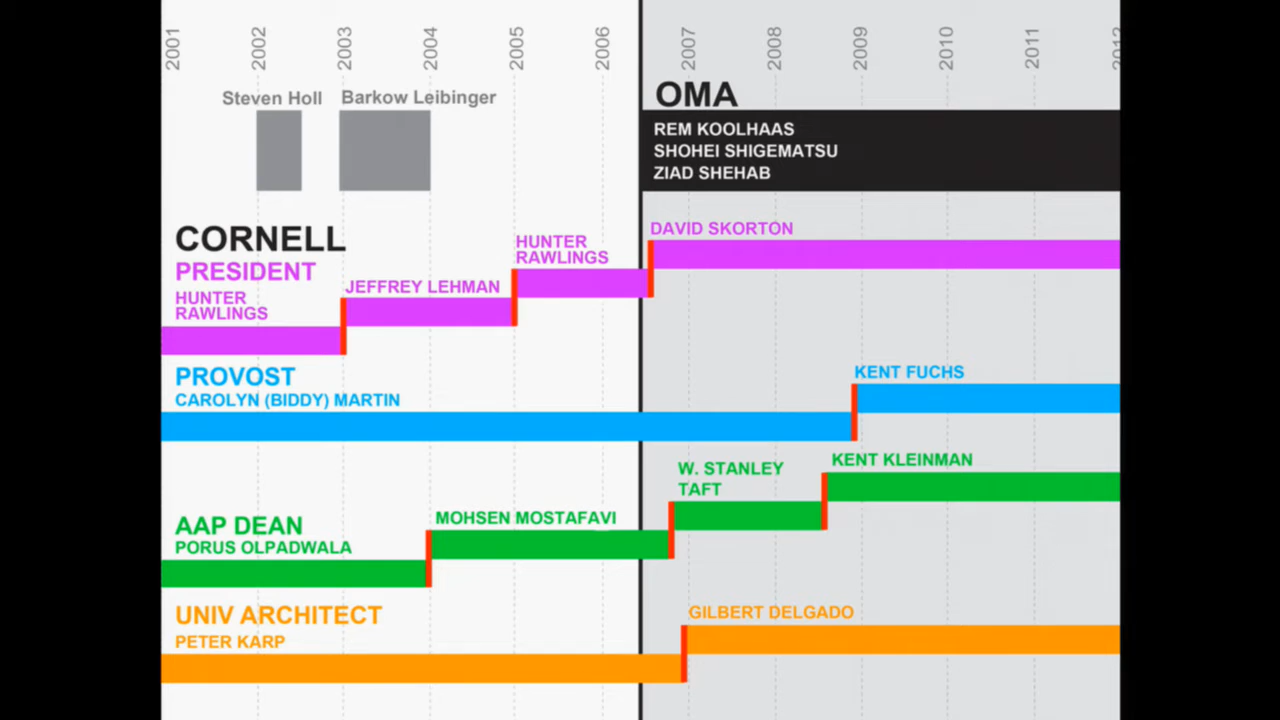 2001
2002
2003
2004
2005
2006
2007
2008
2009
2010
2011
2012
Steven Holl
Barkow Leibinger
OMA
REM KOOLHAAS
SHOHEI SHIGEMATSU
ZIAD SHEHAB
CORNELL
PRESIDENT
HUNTER
RAWLINGS
JEFFREY LEHMAN
HUNTER
RAWLINGS
DAVID SKORTON
PROVOST
CAROLYN (BIDDY) MARTIN
KENT FUCHS
AAP DEAN
PORUS OLPADWALA
MOHSEN MOSTAFAVI
W. STANLEY
TAFT
KENT KLEINMAN
UNIV ARCHITECT
PETER KARP
GILBERT DELGADO